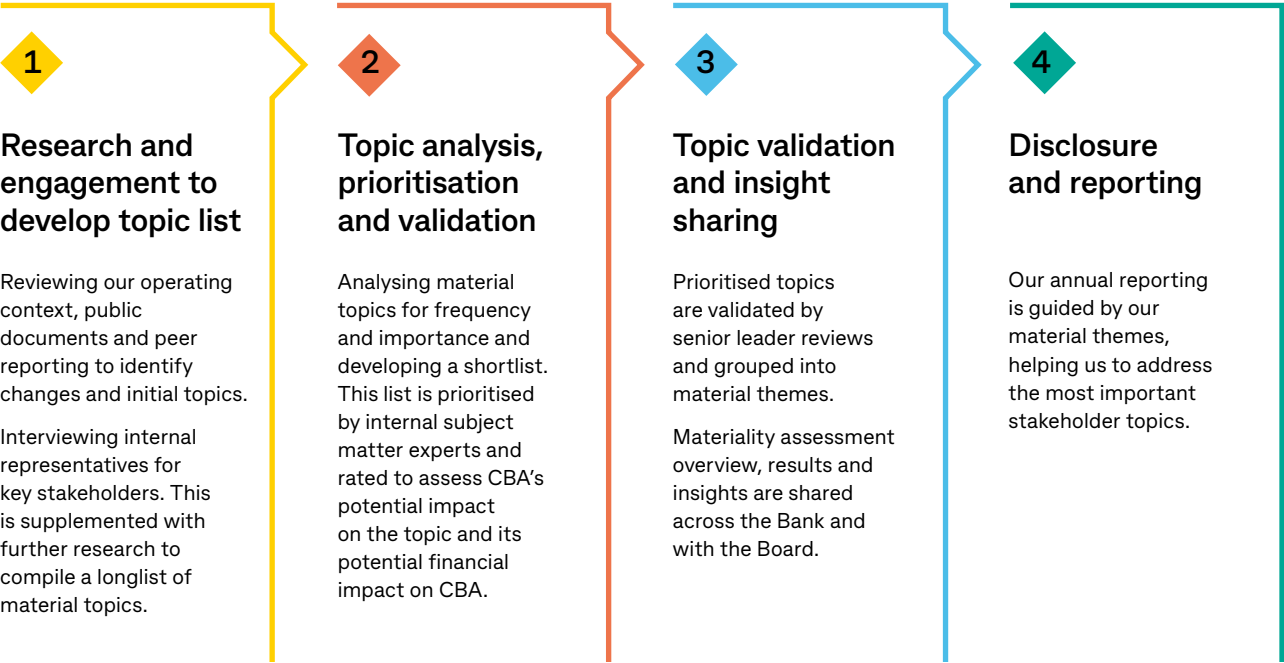 1
Research and
engagement to
develop topic list
Reviewing our operating
context, public
documents and peer
reporting to identify
changes and initial topics.
Interviewing internal
representatives for
key stakeholders. This
is supplemented with
further research to
compile a longlist of
material topics.
2
Topic analysis,
prioritisation
and validation
Analysing material
topics for frequency
and importance and
developing a shortlist.
This list is prioritised
by internal subject
matter experts and
rated to assess CBA’s
potential impact
on the topic and its
potential financial
impact on CBA.
3
Topic validation
and insight
sharing
Prioritised topics
are validated by
senior leader reviews
and grouped into
material themes.
Materiality assessment
overview, results and
insights are shared
across the Bank and
with the Board.
4
Disclosure
and reporting
Our annual reporting
is guided by our
material themes,
helping us to address
the most important
stakeholder topics.